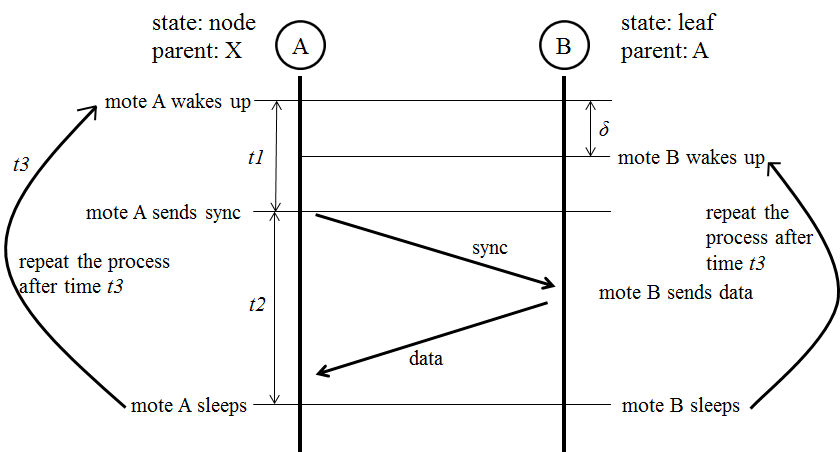 state: node
parent: X
A
B
state: leaf
parent: A
mote A wakes up
δ
t3
t1
mote B wakes up
mote A sends sync
repeat the
process after
time t3
sync
repeat the process
after time t3
t2
mote B sends data
data
mote A sleeps
mote B sleeps